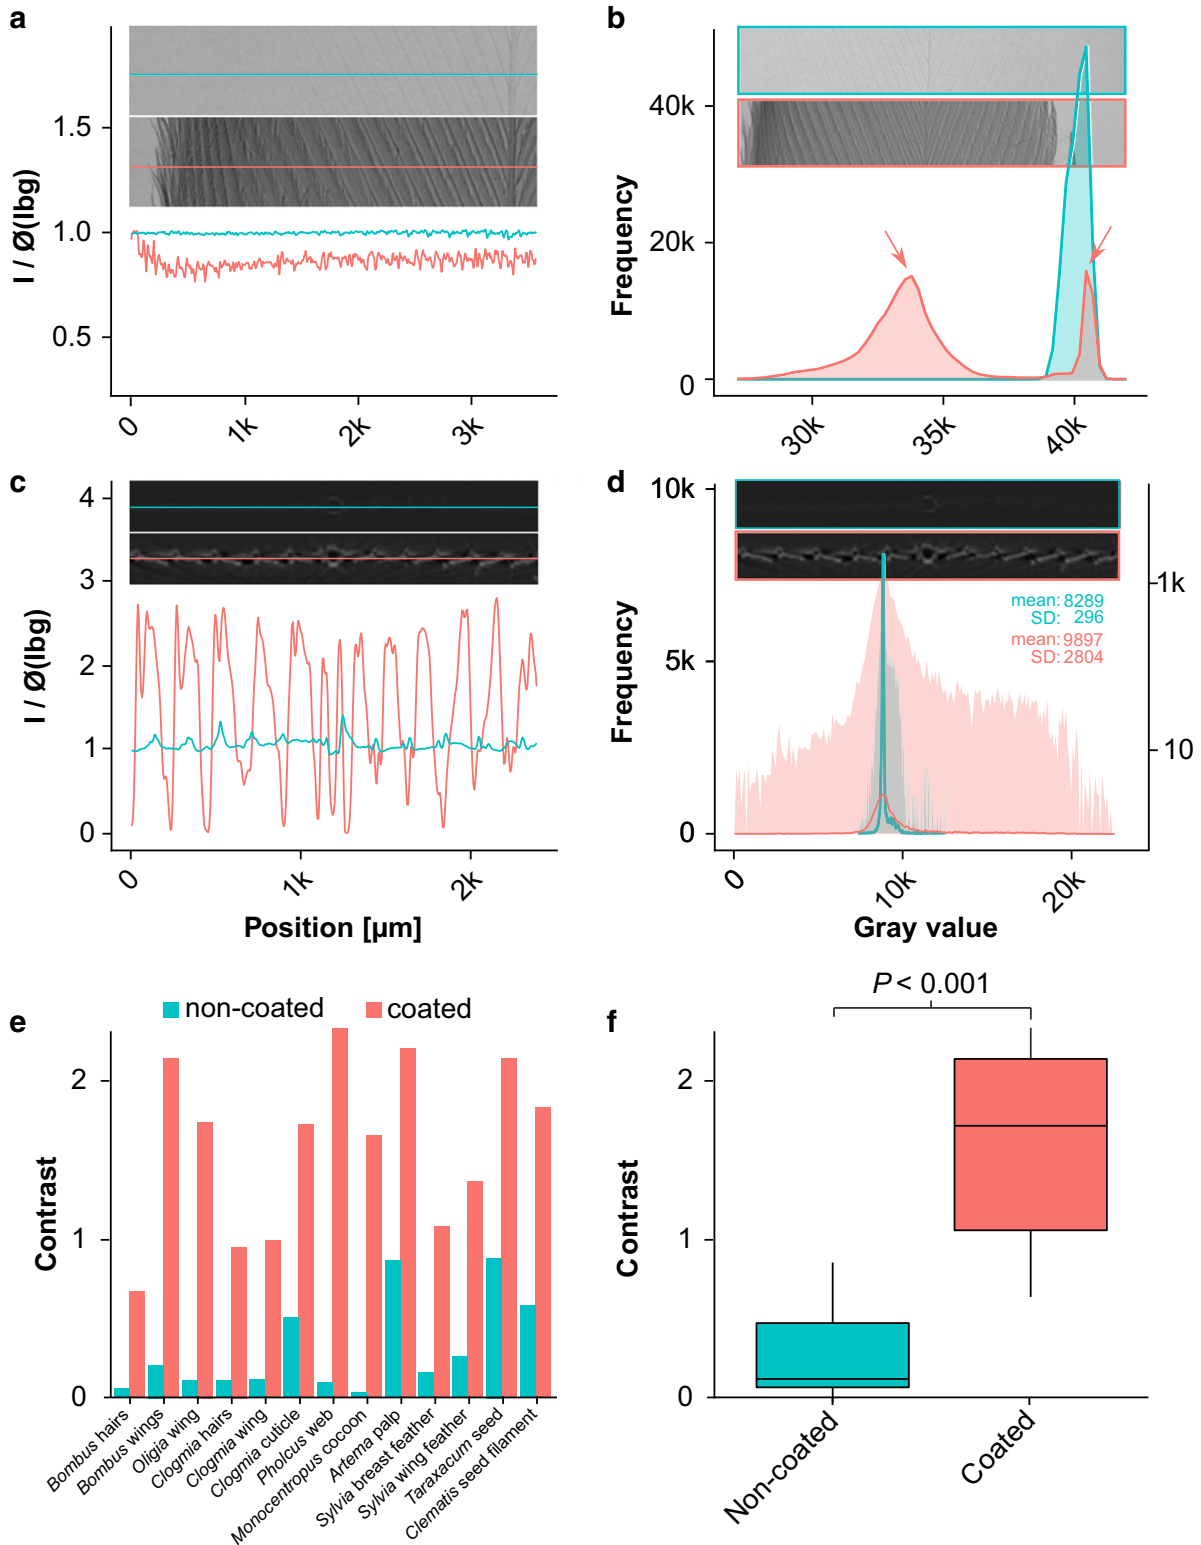 a
I / Ø(Ibg)
1.5
1.0
0.5
0
1k
2k
3k
b
Frequency
40k
20k
0
30k
35k
40k
c
I / Ø(Ibg)
4
3
2
1
0
0
1k
2k
Position [µm]
d
Frequency
10k
5k
0
1k
10
mean: 8289
SD: 296
mean: 9897
SD: 2804
0
10k
20k
Gray value
e
non-coated
coated
Contrast
2
1
0
Bombus hairs
Bombus wings
Oligia wing
Clogmia hairs
Clogmia wing
Clogmia cuticle
Pholcus web
Monocentropus cocoon
Artema palp
Sylvia breast feather
Sylvia wing feather
Taraxacum seed
Clematis seed filament
f
P < 0.001
Contrast
2
1
0
Non-coated
Coated